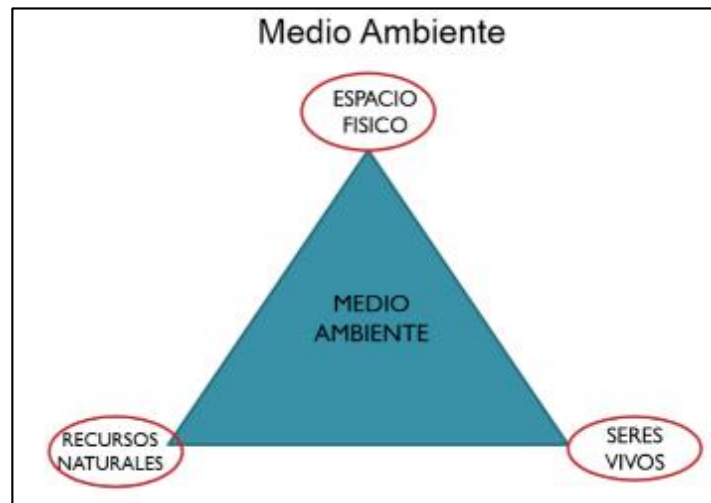 Medio Ambiente
ESPACIO
FISICO
MEDIO
AMBIENTE
RECURSOS
NATURALES
SERES
VIVOS